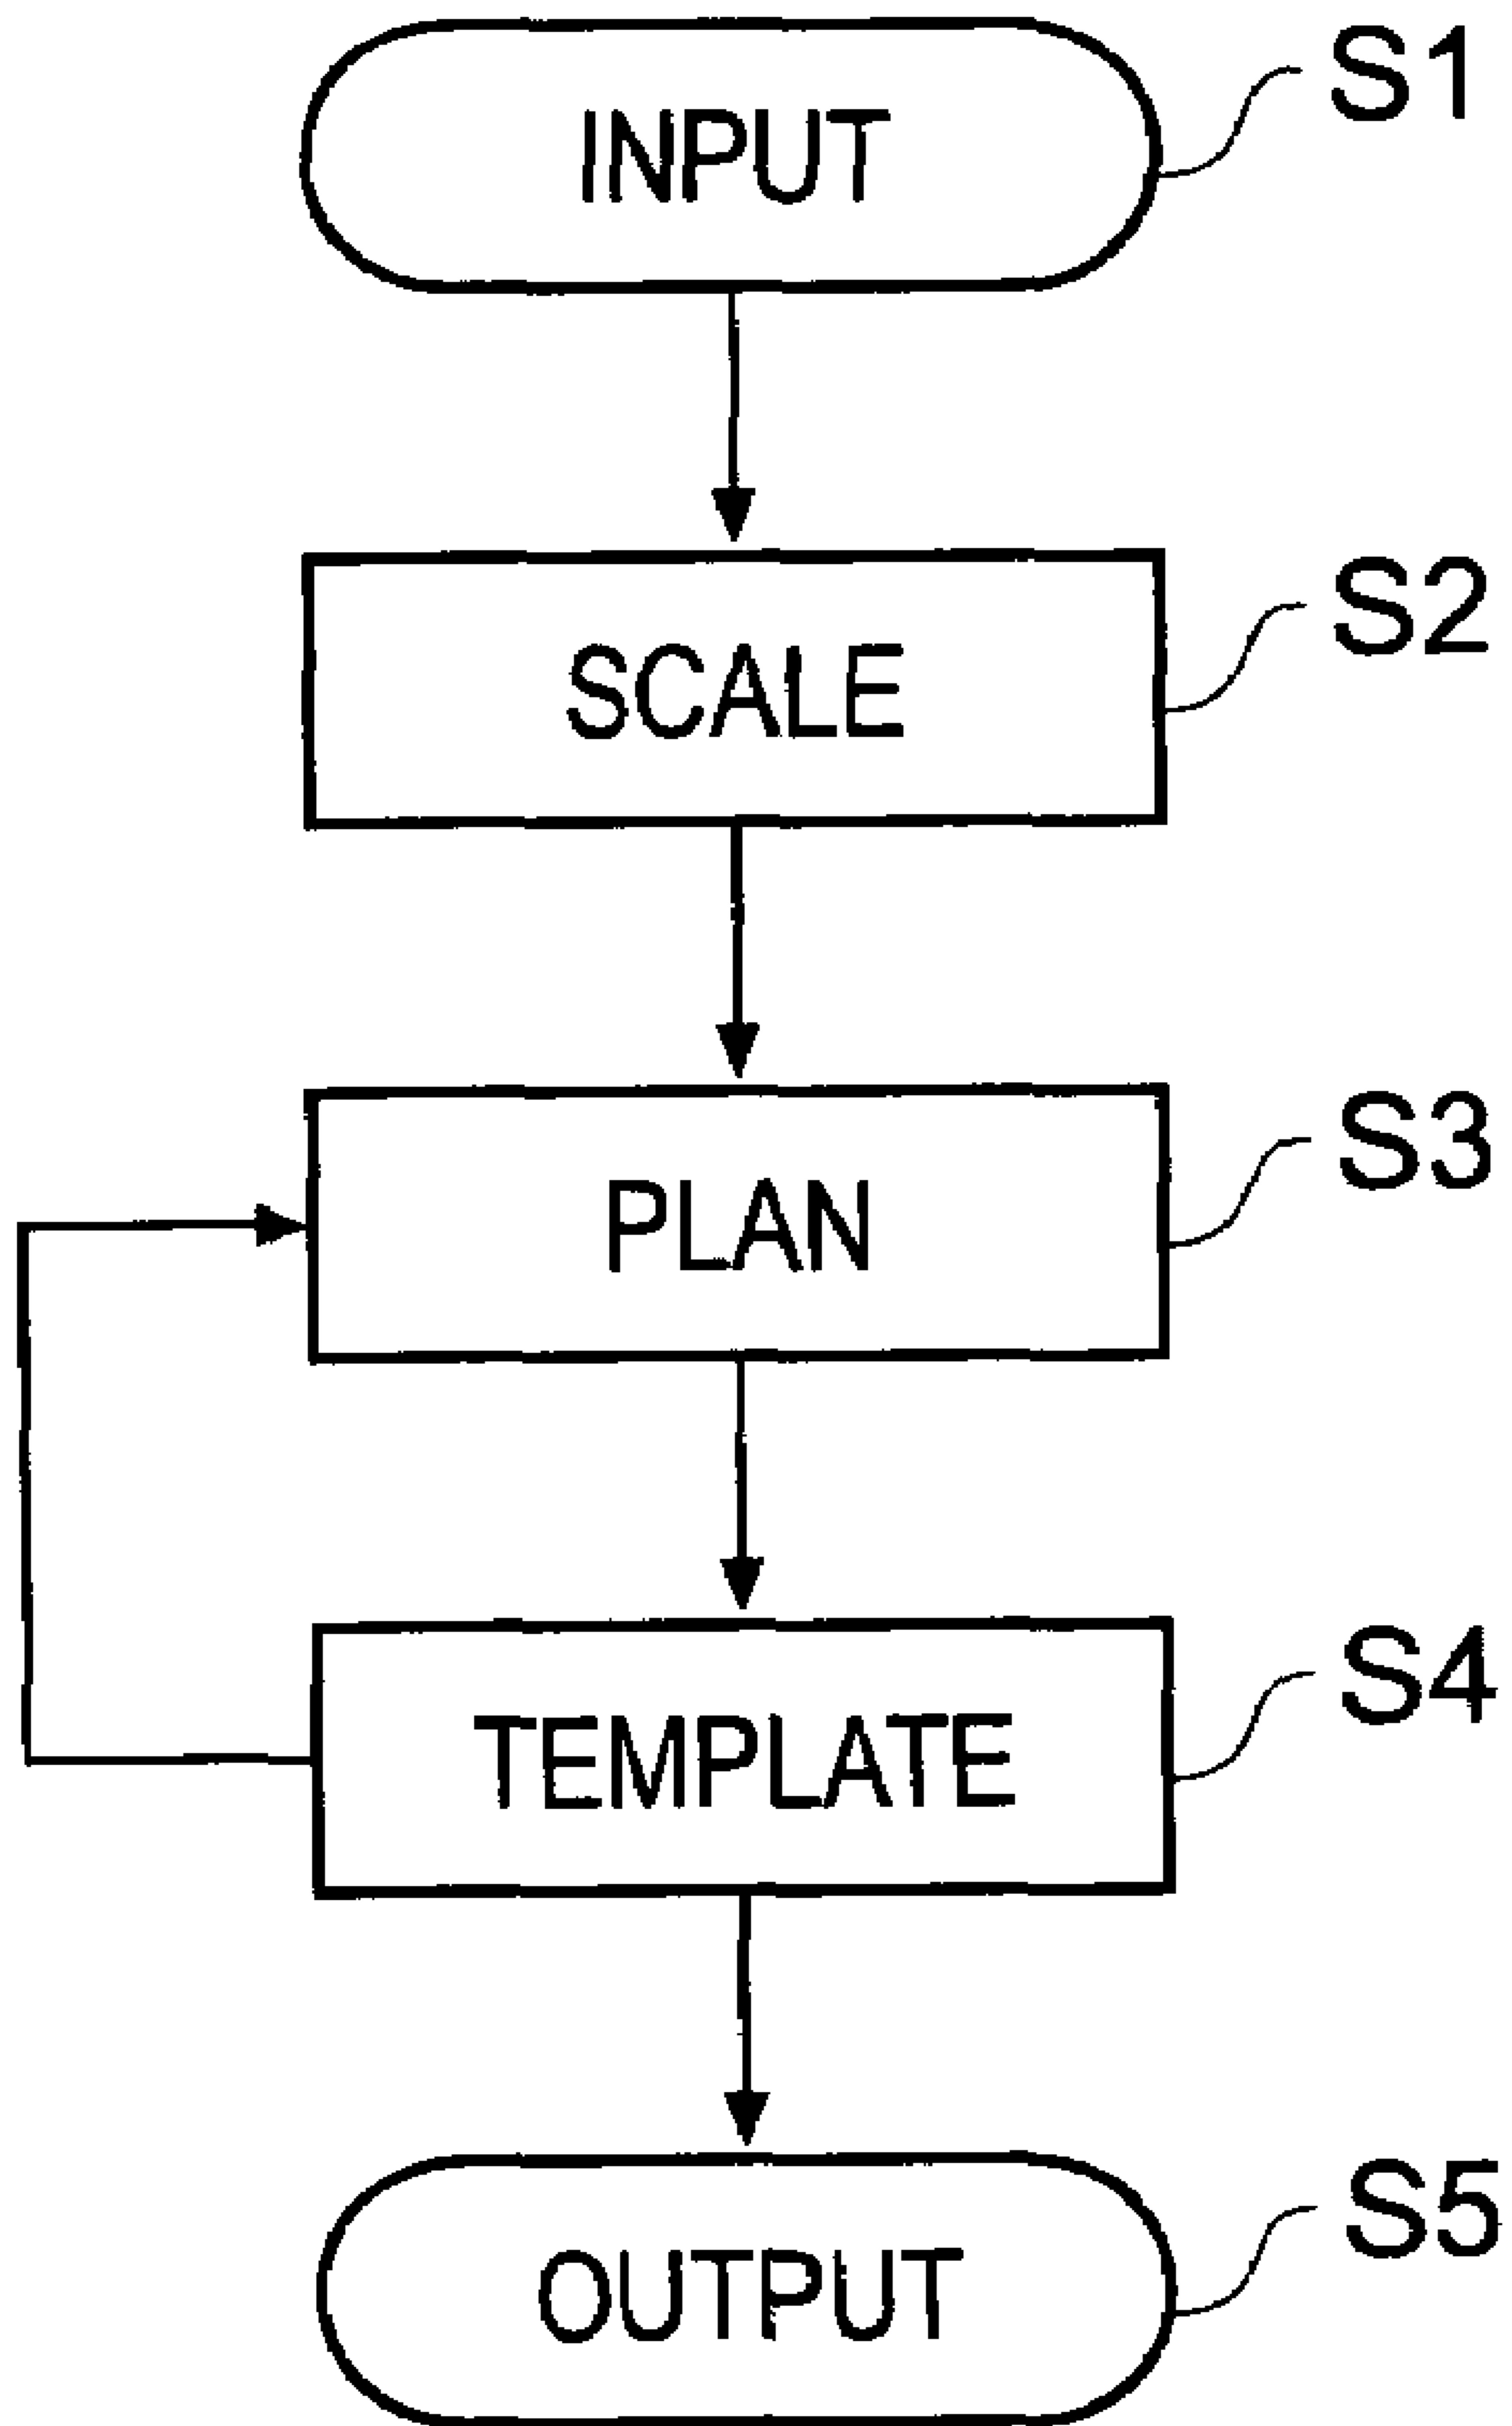 INPUT S1
SCALE S2
PLAN S3
TEMPLATE S4
OUTPUT S5